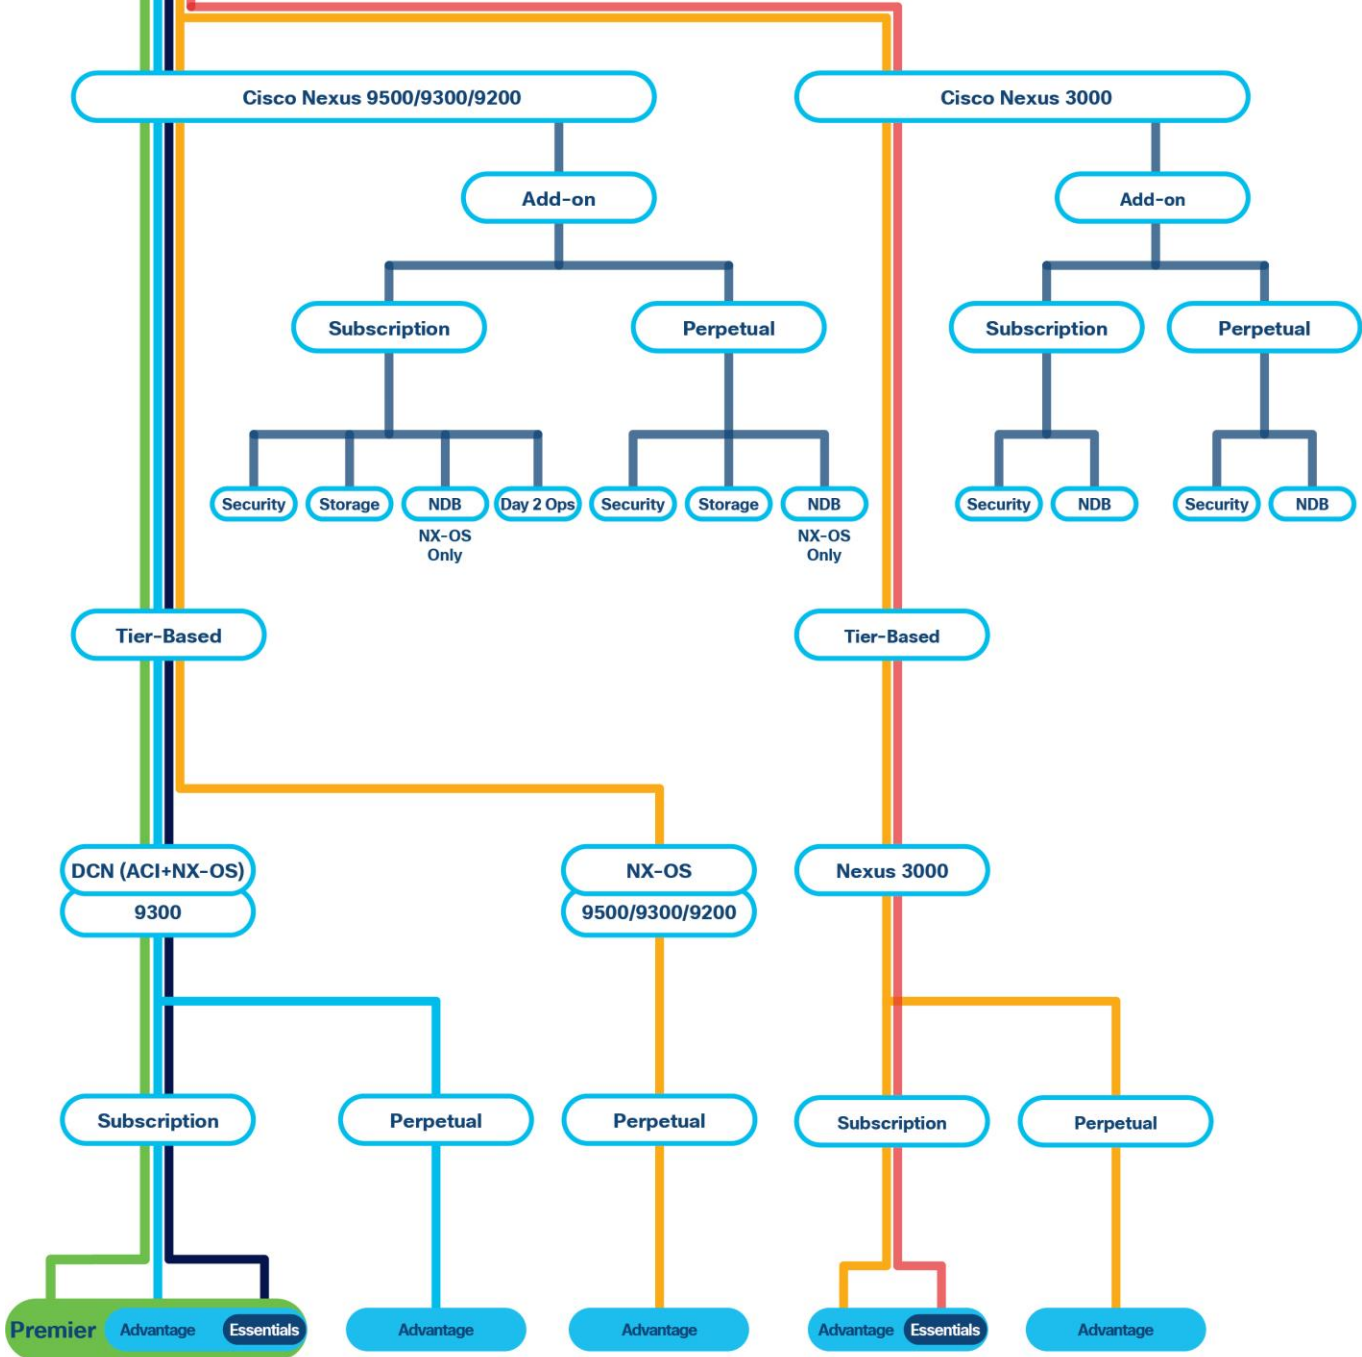 Cisco Nexus 9500/9300/9200
Cisco Nexus 3000
Add-on
Add-on
Subscription
Perpetual
Subscription
Perpetual
Security
Storage
NDB
Day 2 Ops
Security
Storage
NDB
Security
NDB
Security
NDB
NX-OS
Only
NX-OS
Only
Tier-Based
Tier-Based
DCN (ACI+NX-OS)
9300
NX-OS
9500/9300/9200
Nexus 3000
Subscription
Perpetual
Perpetual
Subscription
Perpetual
Premier
Advantage
Essentials
Advantage
Advantage
Advantage
Essentials
Advantage